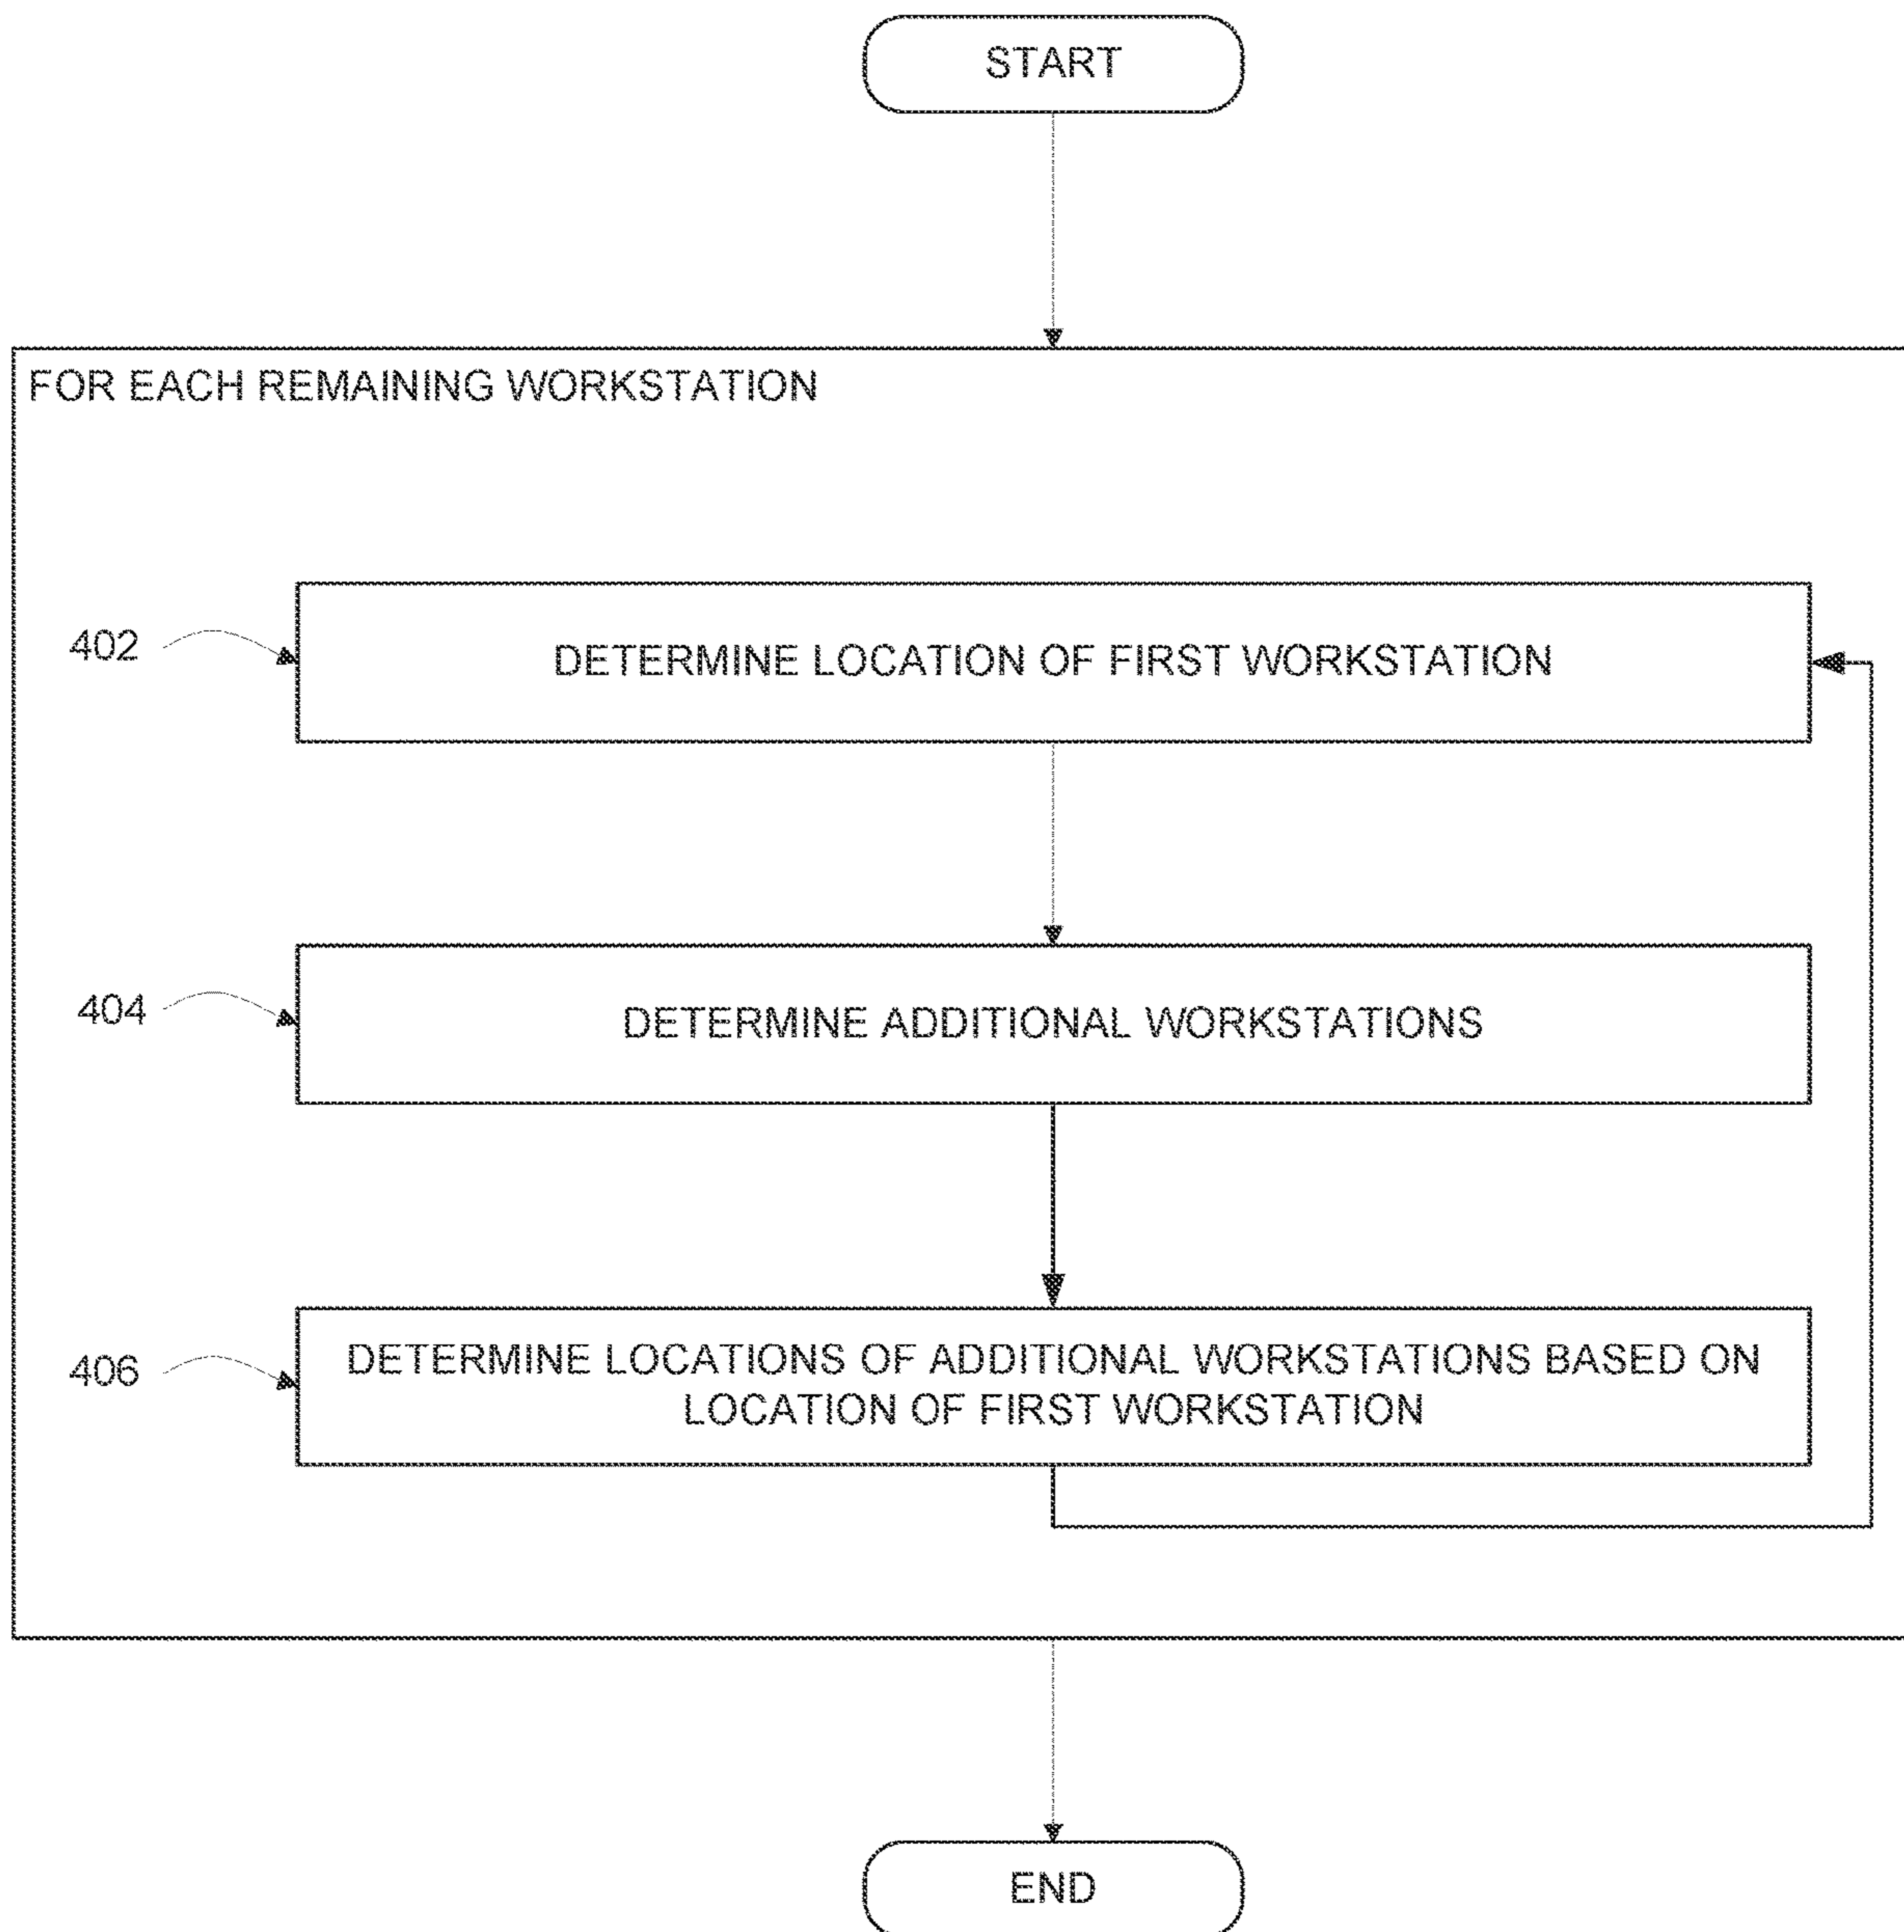 START
FOR EACH REMAINING WORKSTATION
402
DETERMINE LOCATION OF FIRST WORKSTATION
404
DETERMINE ADDITIONAL WORKSTATIONS
406
DETERMINE LOCATIONS OF ADDITIONAL WORKSTATIONS BASED ON
LOCATION OF FIRST WORKSTATION
END